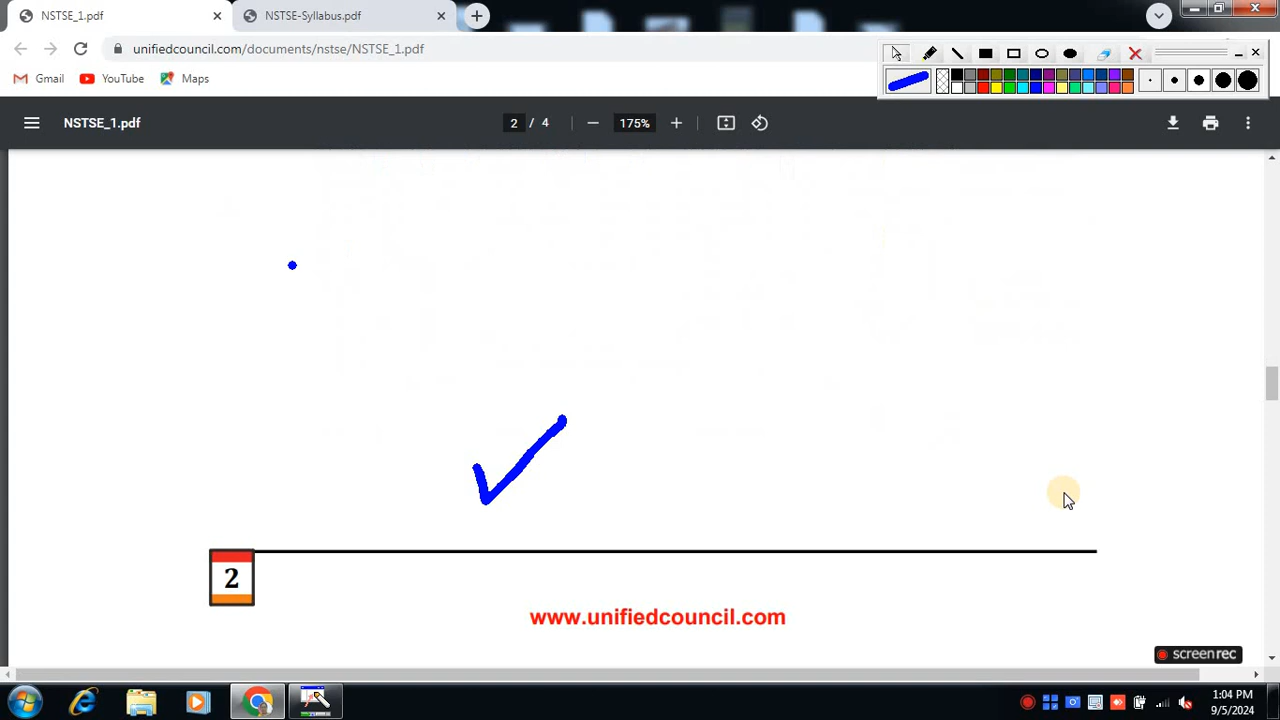 NSTSE_1.pdf
NSTSE-Syllabus.pdf
unifiedcouncil.com/documents/nstse/NSTSE_1.pdf
Gmail
YouTube
Maps
NSTSE_1.pdf
2 / 4
175%
2
www.unifiedcouncil.com
screenrec
1:04 PM
9/5/2024